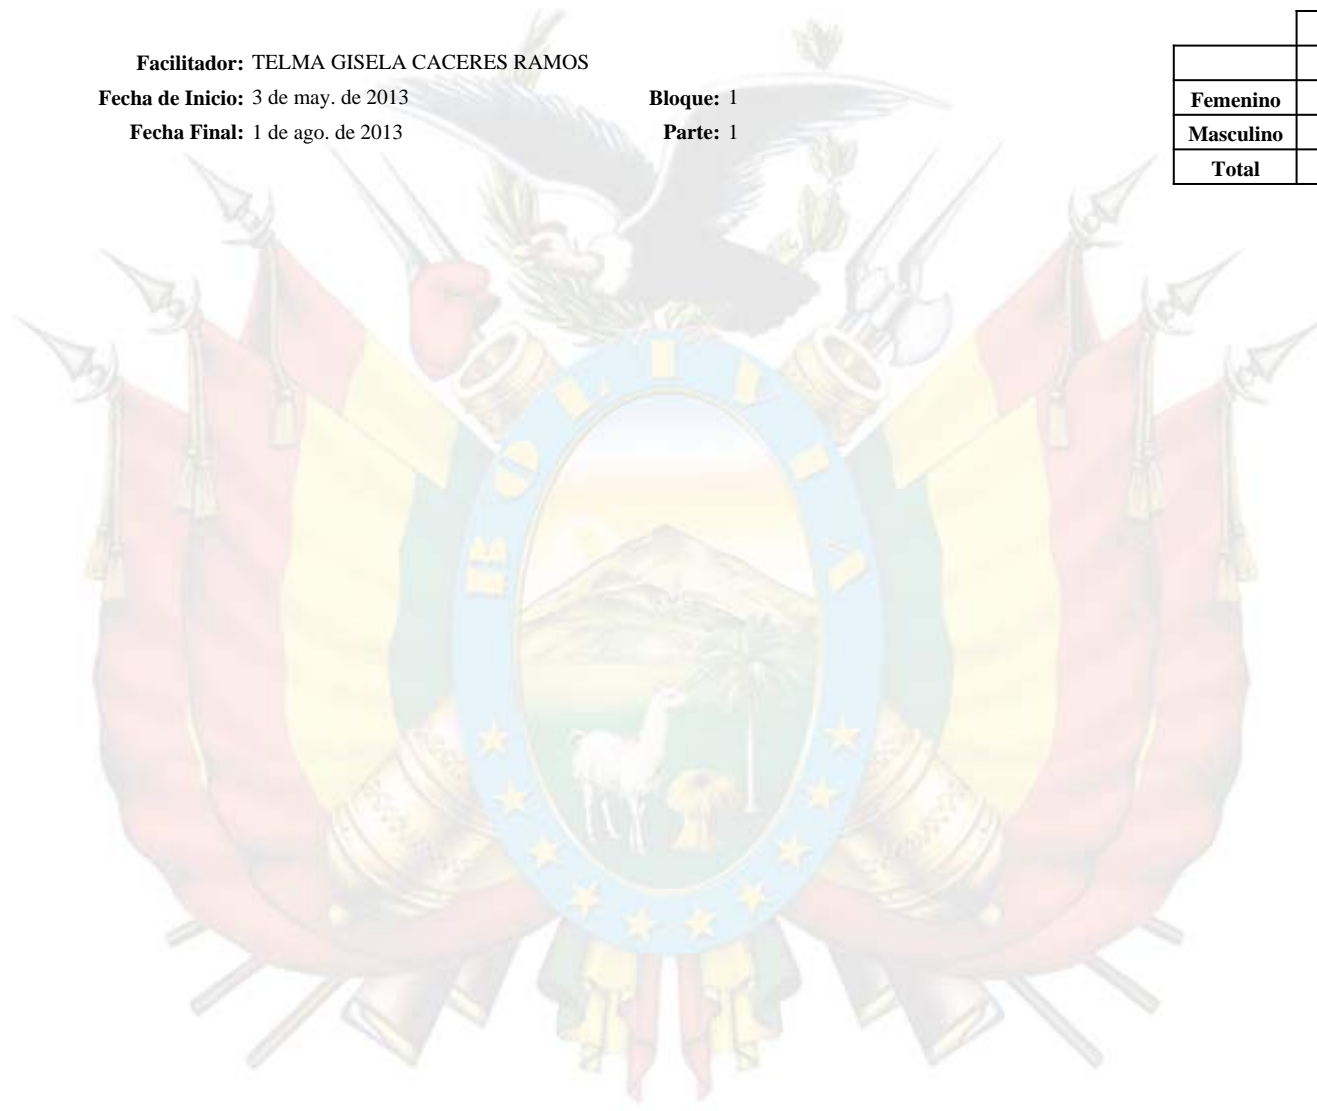 Facilitador: TELMA GISELA CACERES RAMOS
Fecha de Inicio: 3 de may. de 2013 Bloque: 1
Fecha Final: 1 de ago. de 2013 Parte: 1
Femenino
Masculino
Total
BOLIVIA